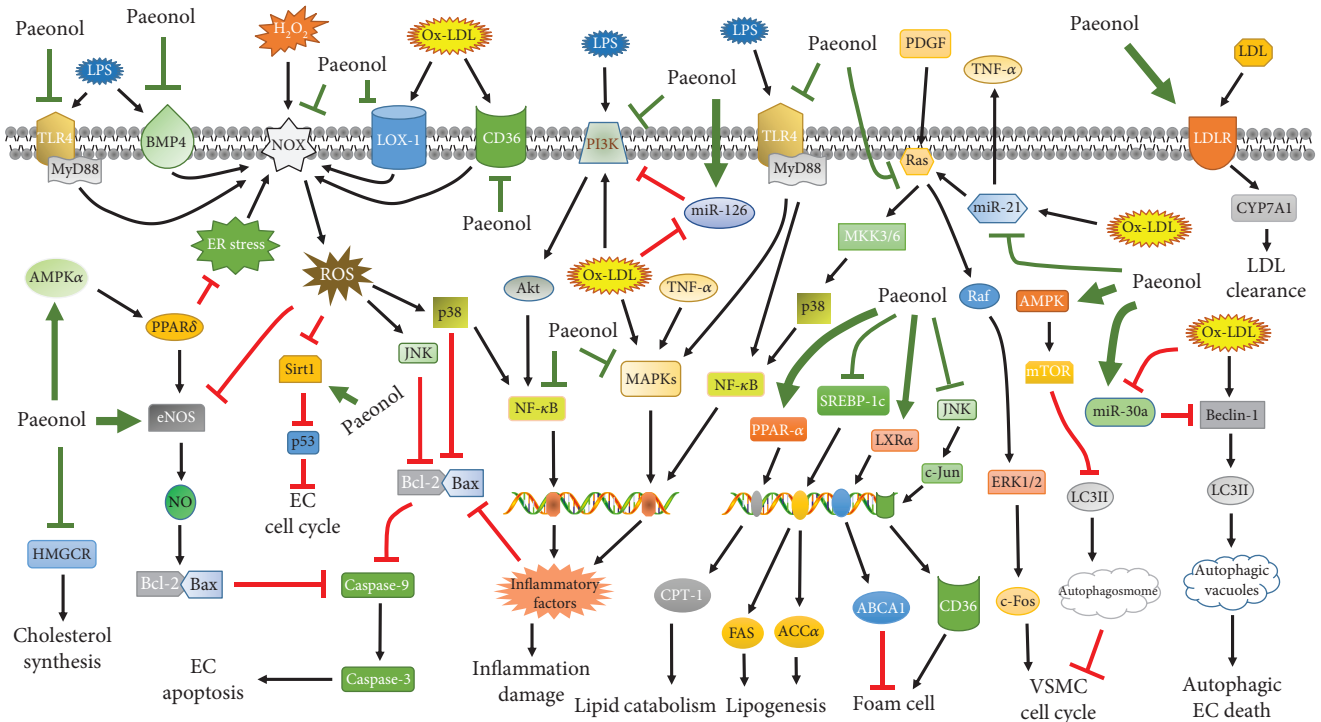 Paeonol
LPS
Paeonol
H2O2
Paeonol
Ox-LDL
LPS
Paeonol
LPS
Paeonol
PDGF
TNF-α
Paeonol
LDL
TLR4
MyD88
BMP4
NOX
LOX-1
CD36
Paeonol
PI3K
miR-126
TLR4
MyD88
Ras
miR-21
Ox-LDL
LDLR
CYP7A1
LDL
clearance
ER stress
ROS
AMPKα
PPARδ
eNOS
Paeonol
NO
HMGCR
Cholesterol
synthesis
Bcl-2
Bax
EC
apoptosis
Sirt1
Paeonol
p53
EC
cell cycle
JNK
p38
Bcl-2
Bax
Caspase-9
Caspase-3
Akt
Ox-LDL
TNF-α
Paeonol
NF-κB
MAPKs
NF-κB
Inflammatory
factors
Inflammation
damage
MKK3/6
p38
Paeonol
PPAR-α
SREBP-1c
LXRα
JNK
c-Jun
CPT-1
FAS
ACCα
ABCA1
CD36
Lipid catabolism
Lipogenesis
Foam cell
Raf
ERK1/2
c-Fos
VSMC
cell cycle
Paeonol
AMPK
mTOR
LC3II
Autophagosome
Ox-LDL
miR-30a
Beclin-1
LC3II
Autophagic
vacuoles
Autophagic
EC death